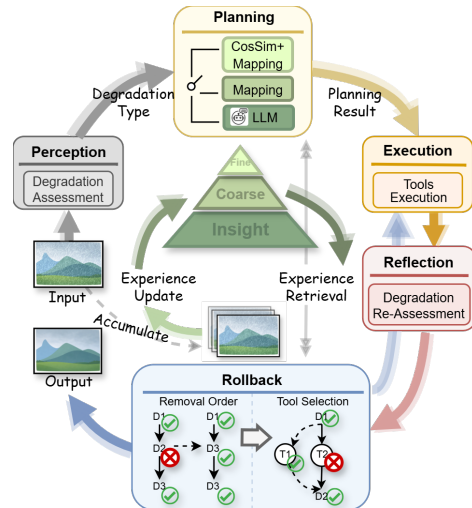 Planning
CosSim+
Mapping
Mapping
LLM
Degradation
Type
Planning
Result
Perception
Degradation
Assessment
Execution
Tools
Execution
Fine
Coarse
Insight
Reflection
Degradation
Re-Assessment
Input
Experience
Update
Experience
Retrieval
Accumulate
Output
Rollback
Removal Order
Tool Selection
D1
D1
D1
D2
D3
T1
T2
D3
D3
D2